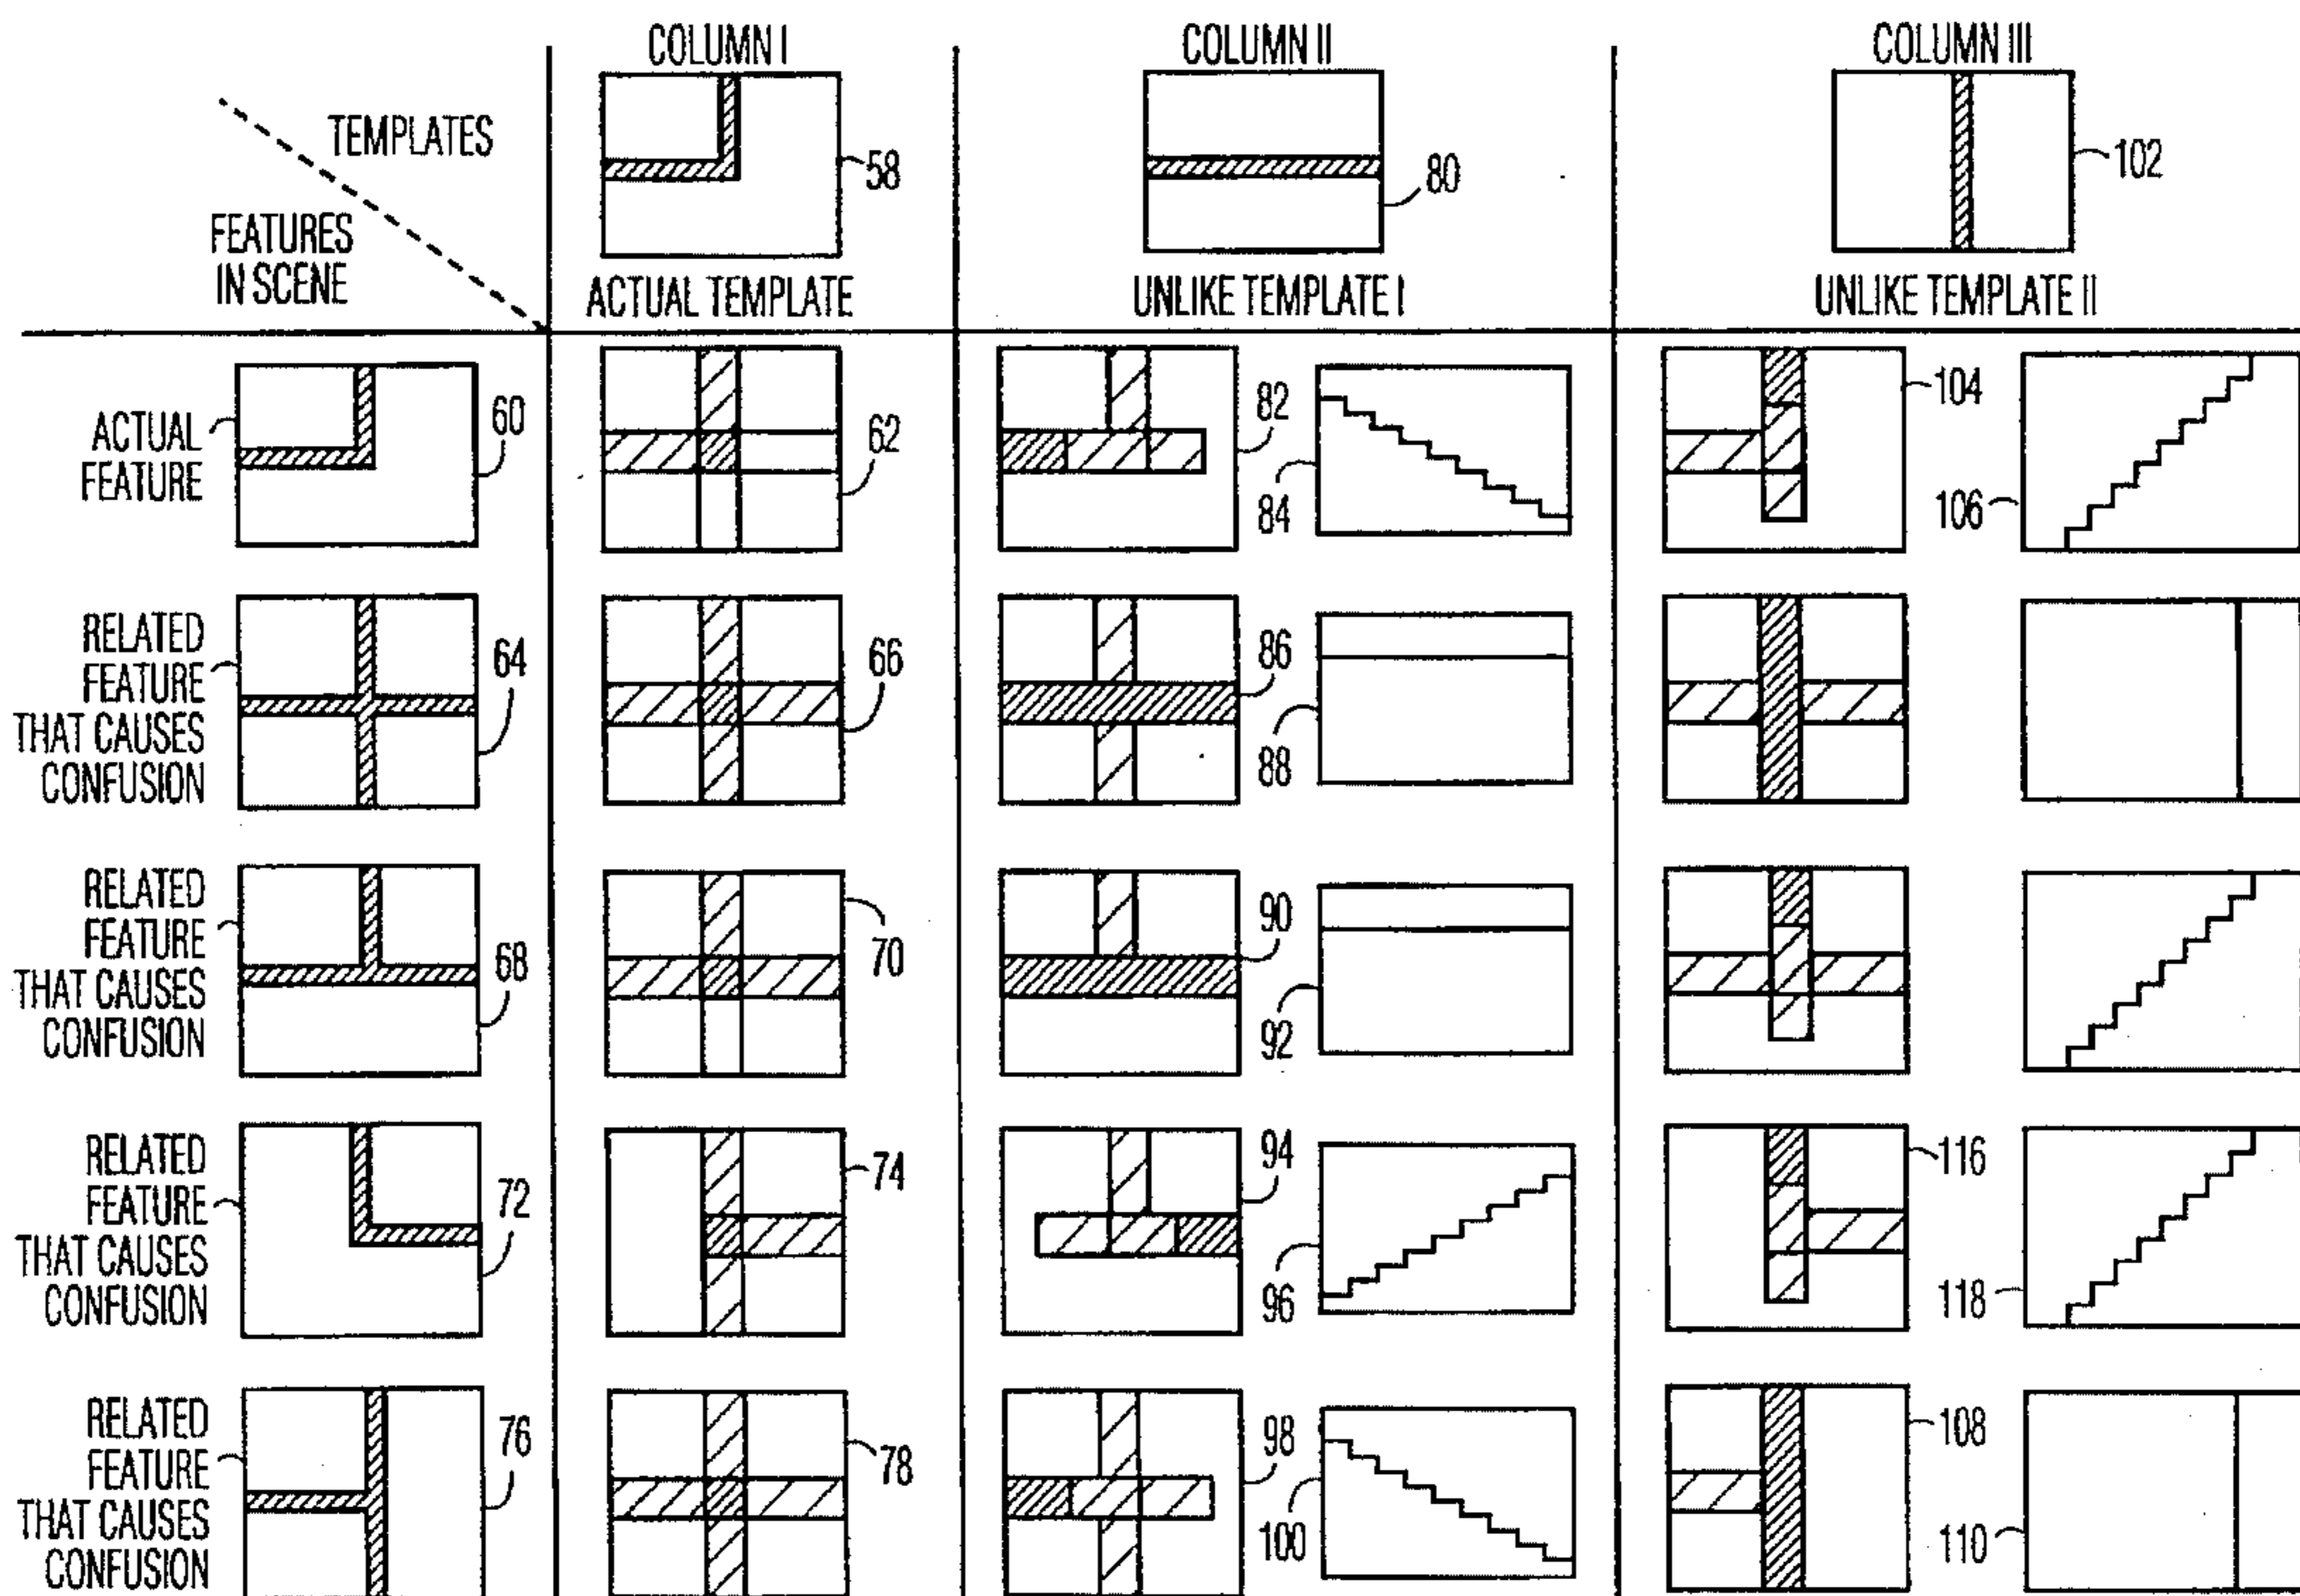 COLUMN I
COLUMN II
COLUMN III
TEMPLATES
FEATURES
IN SCENE
58
80
102
ACTUAL TEMPLATE
UNLIKE TEMPLATE I
UNLIKE TEMPLATE II
ACTUAL
FEATURE
60
62
82
84
104
106
RELATED
FEATURE
THAT CAUSES
CONFUSION
64
66
86
88
RELATED
FEATURE
THAT CAUSES
CONFUSION
68
70
90
92
RELATED
FEATURE
THAT CAUSES
CONFUSION
72
74
94
96
116
118
RELATED
FEATURE
THAT CAUSES
CONFUSION
76
78
98
100
108
110